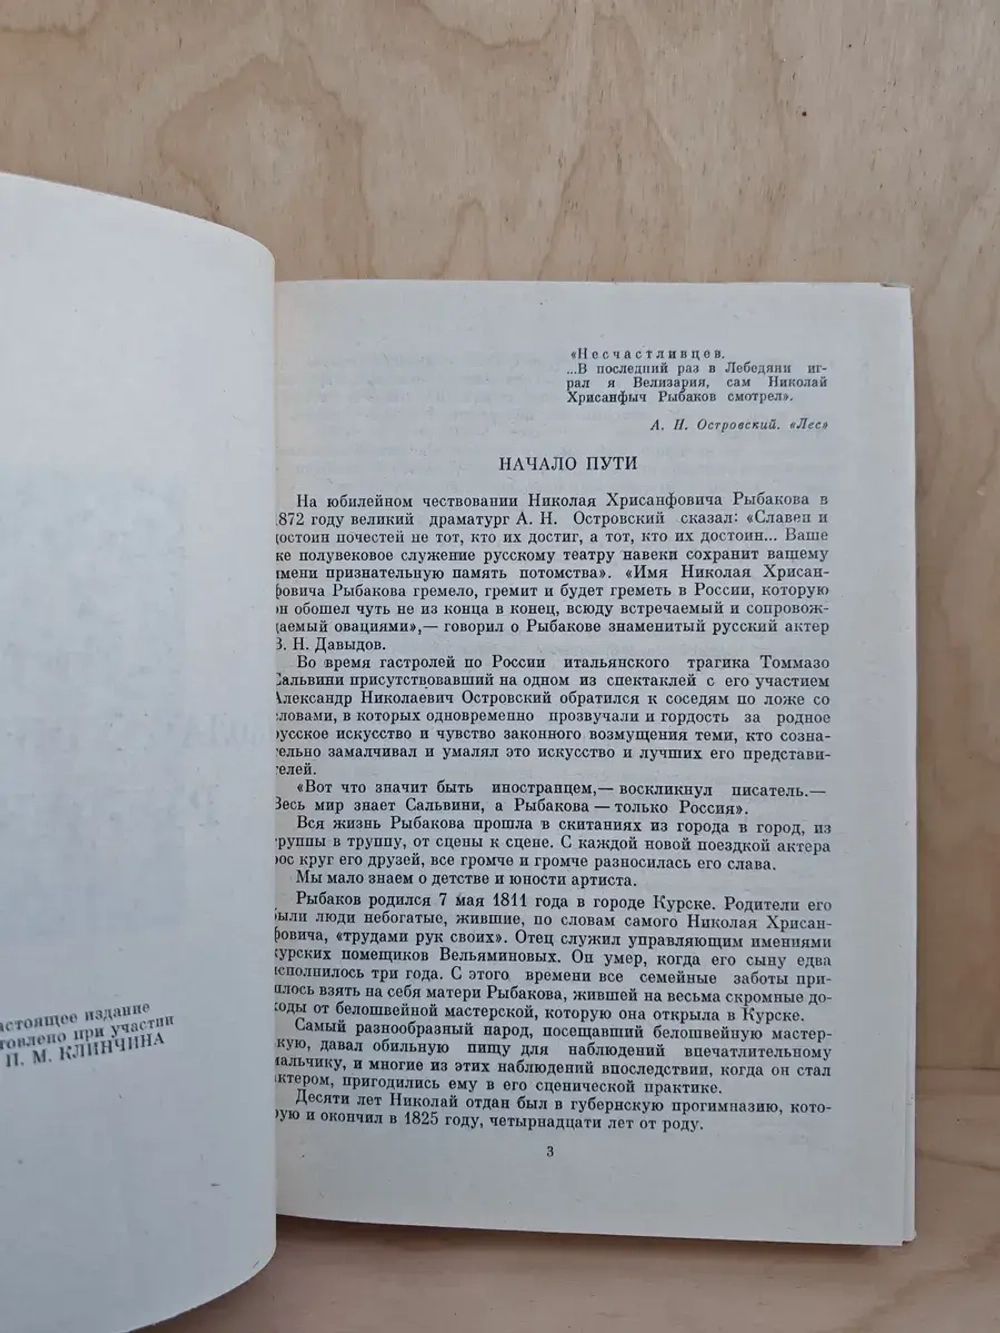 «Несчастливцев.
...В последний раз в Лебедяни иг-
рал я Велизария, сам Николай
Хрисанфыч Рыбаков смотрел».
А. Н. Островский. «Лес»
НАЧАЛО ПУТИ
На юбилейном чествовании Николая Хрисанфовича Рыбакова в
1872 году великий драматург А. Н. Островский сказал: «Славен и
достоин почестей не тот, кто их достиг, а тот, кто их достоин... Ваше
же полувековое служение русскому театру навеки сохранит вашему
имени признательную память потомства». «Имя Николая Хрисан-
фовича Рыбакова гремело, гремит и будет греметь в России, которую
он обошел чуть не из конца в конец, всюду встречаемый и сопровож-
даемый овациями»,— говорил о Рыбакове знаменитый русский актер
В. Н. Давыдов.
Во время гастролей по России итальянского трагика Томмазо
Сальвини присутствовавший на одном из спектаклей с его участием
Александр Николаевич Островский обратился к соседям по ложе со
словами, в которых одновременно прозвучали и гордость за родное
русское искусство и чувство законного возмущения теми, кто созна-
тельно замалчивал и умалял это искусство и лучших его представи-
телей.
«Вот что значит быть иностранцем,— воскликнул писатель.—
Весь мир знает Сальвини, а Рыбакова — только Россия».
Вся жизнь Рыбакова прошла в скитаниях из города в город, из
труппы в труппу, от сцены к сцене. С каждой новой поездкой актера
рос круг его друзей, все громче и громче разносилась его слава.
Мы мало знаем о детстве и юности артиста.
Рыбаков родился 7 мая 1811 года в городе Курске. Родители его
были люди небогатые, жившие, по словам самого Николая Хрисан-
фовича, «трудами рук своих». Отец служил управляющим имениями
курских помещиков Вельяминовых. Он умер, когда его сыну едва
исполнилось три года. С этого времени все семейные заботы при-
шлось взять на себя матери Рыбакова, жившей на весьма скромные до-
ходы от белошвейной мастерской, которую она открыла в Курске.
Самый разнообразный народ, посещавший белошвейную мастер-
скую, давал обильную пищу для наблюдений впечатлительному
мальчику, и многие из этих наблюдений впоследствии, когда он стал
актером, пригодились ему в его сценической практике.
Десяти лет Николай отдан был в губернскую прогимназию, кото-
рую и окончил в 1825 году, четырнадцати лет от роду.
3
астоящее издание
товлено при участии
П. М. КЛИНЧИНА